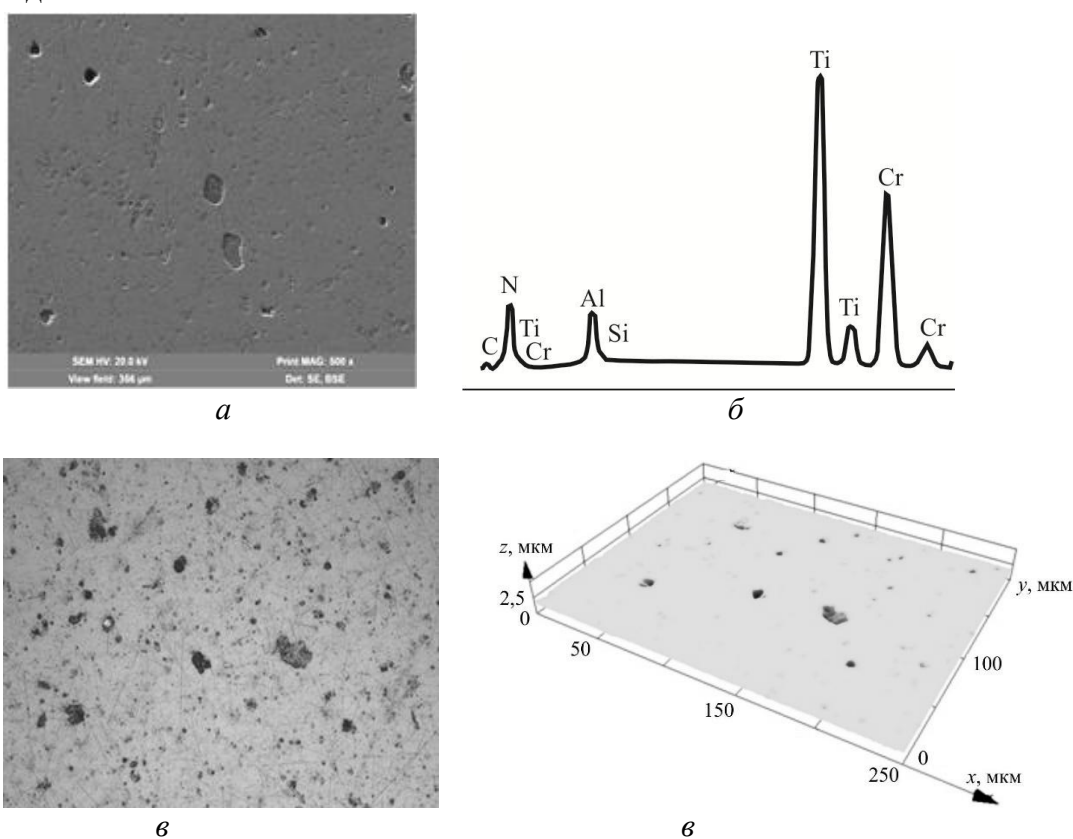 SEM HV: 20.0 kV
Print MAG: 500 x
View field: 366 μm
Det: SE, BSE
а
Ti
Cr
N
Al
Ti
Ti
Si
C
Cr
Cr
б
z, мкм
2,5
0
y, мкм
50
100
150
0
250
x, мкм
в
в